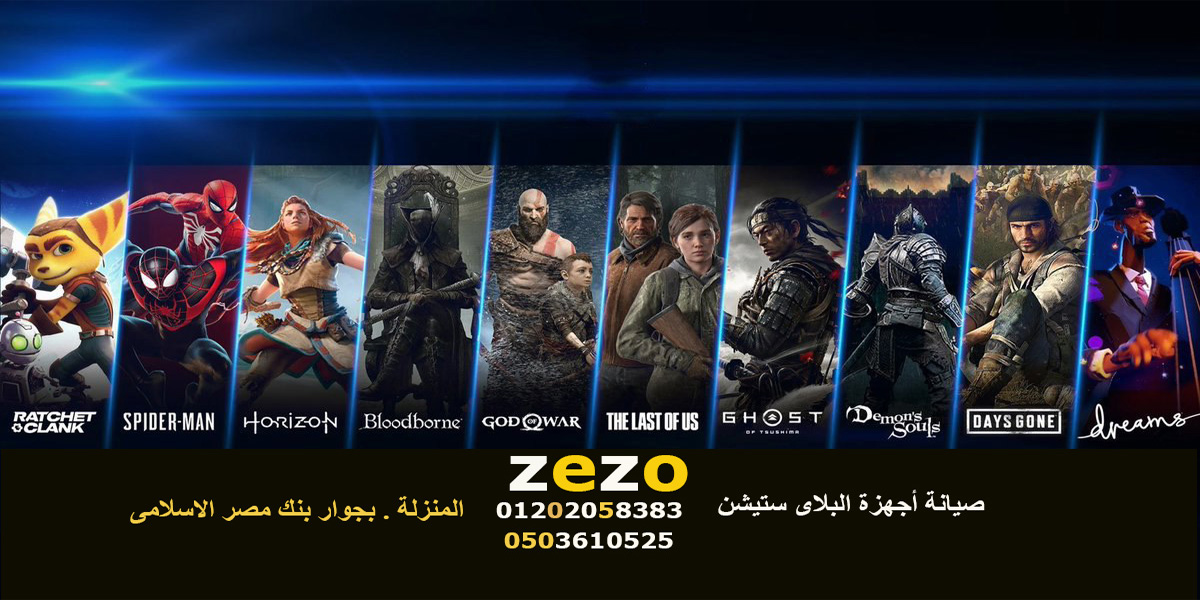 RATCHET & CLANK
SPIDER-MAN
HORIZON
Bloodborne
GOD OF WAR
THE LAST OF US
GHOST
OF TSUSHIMA
Demon's Souls
DAYS GONE
dreams
zezo
صيانة أجهزة البلاى ستيشن
01202058383
المنزلة . بجوار بنك مصر الاسلامى
0503610525